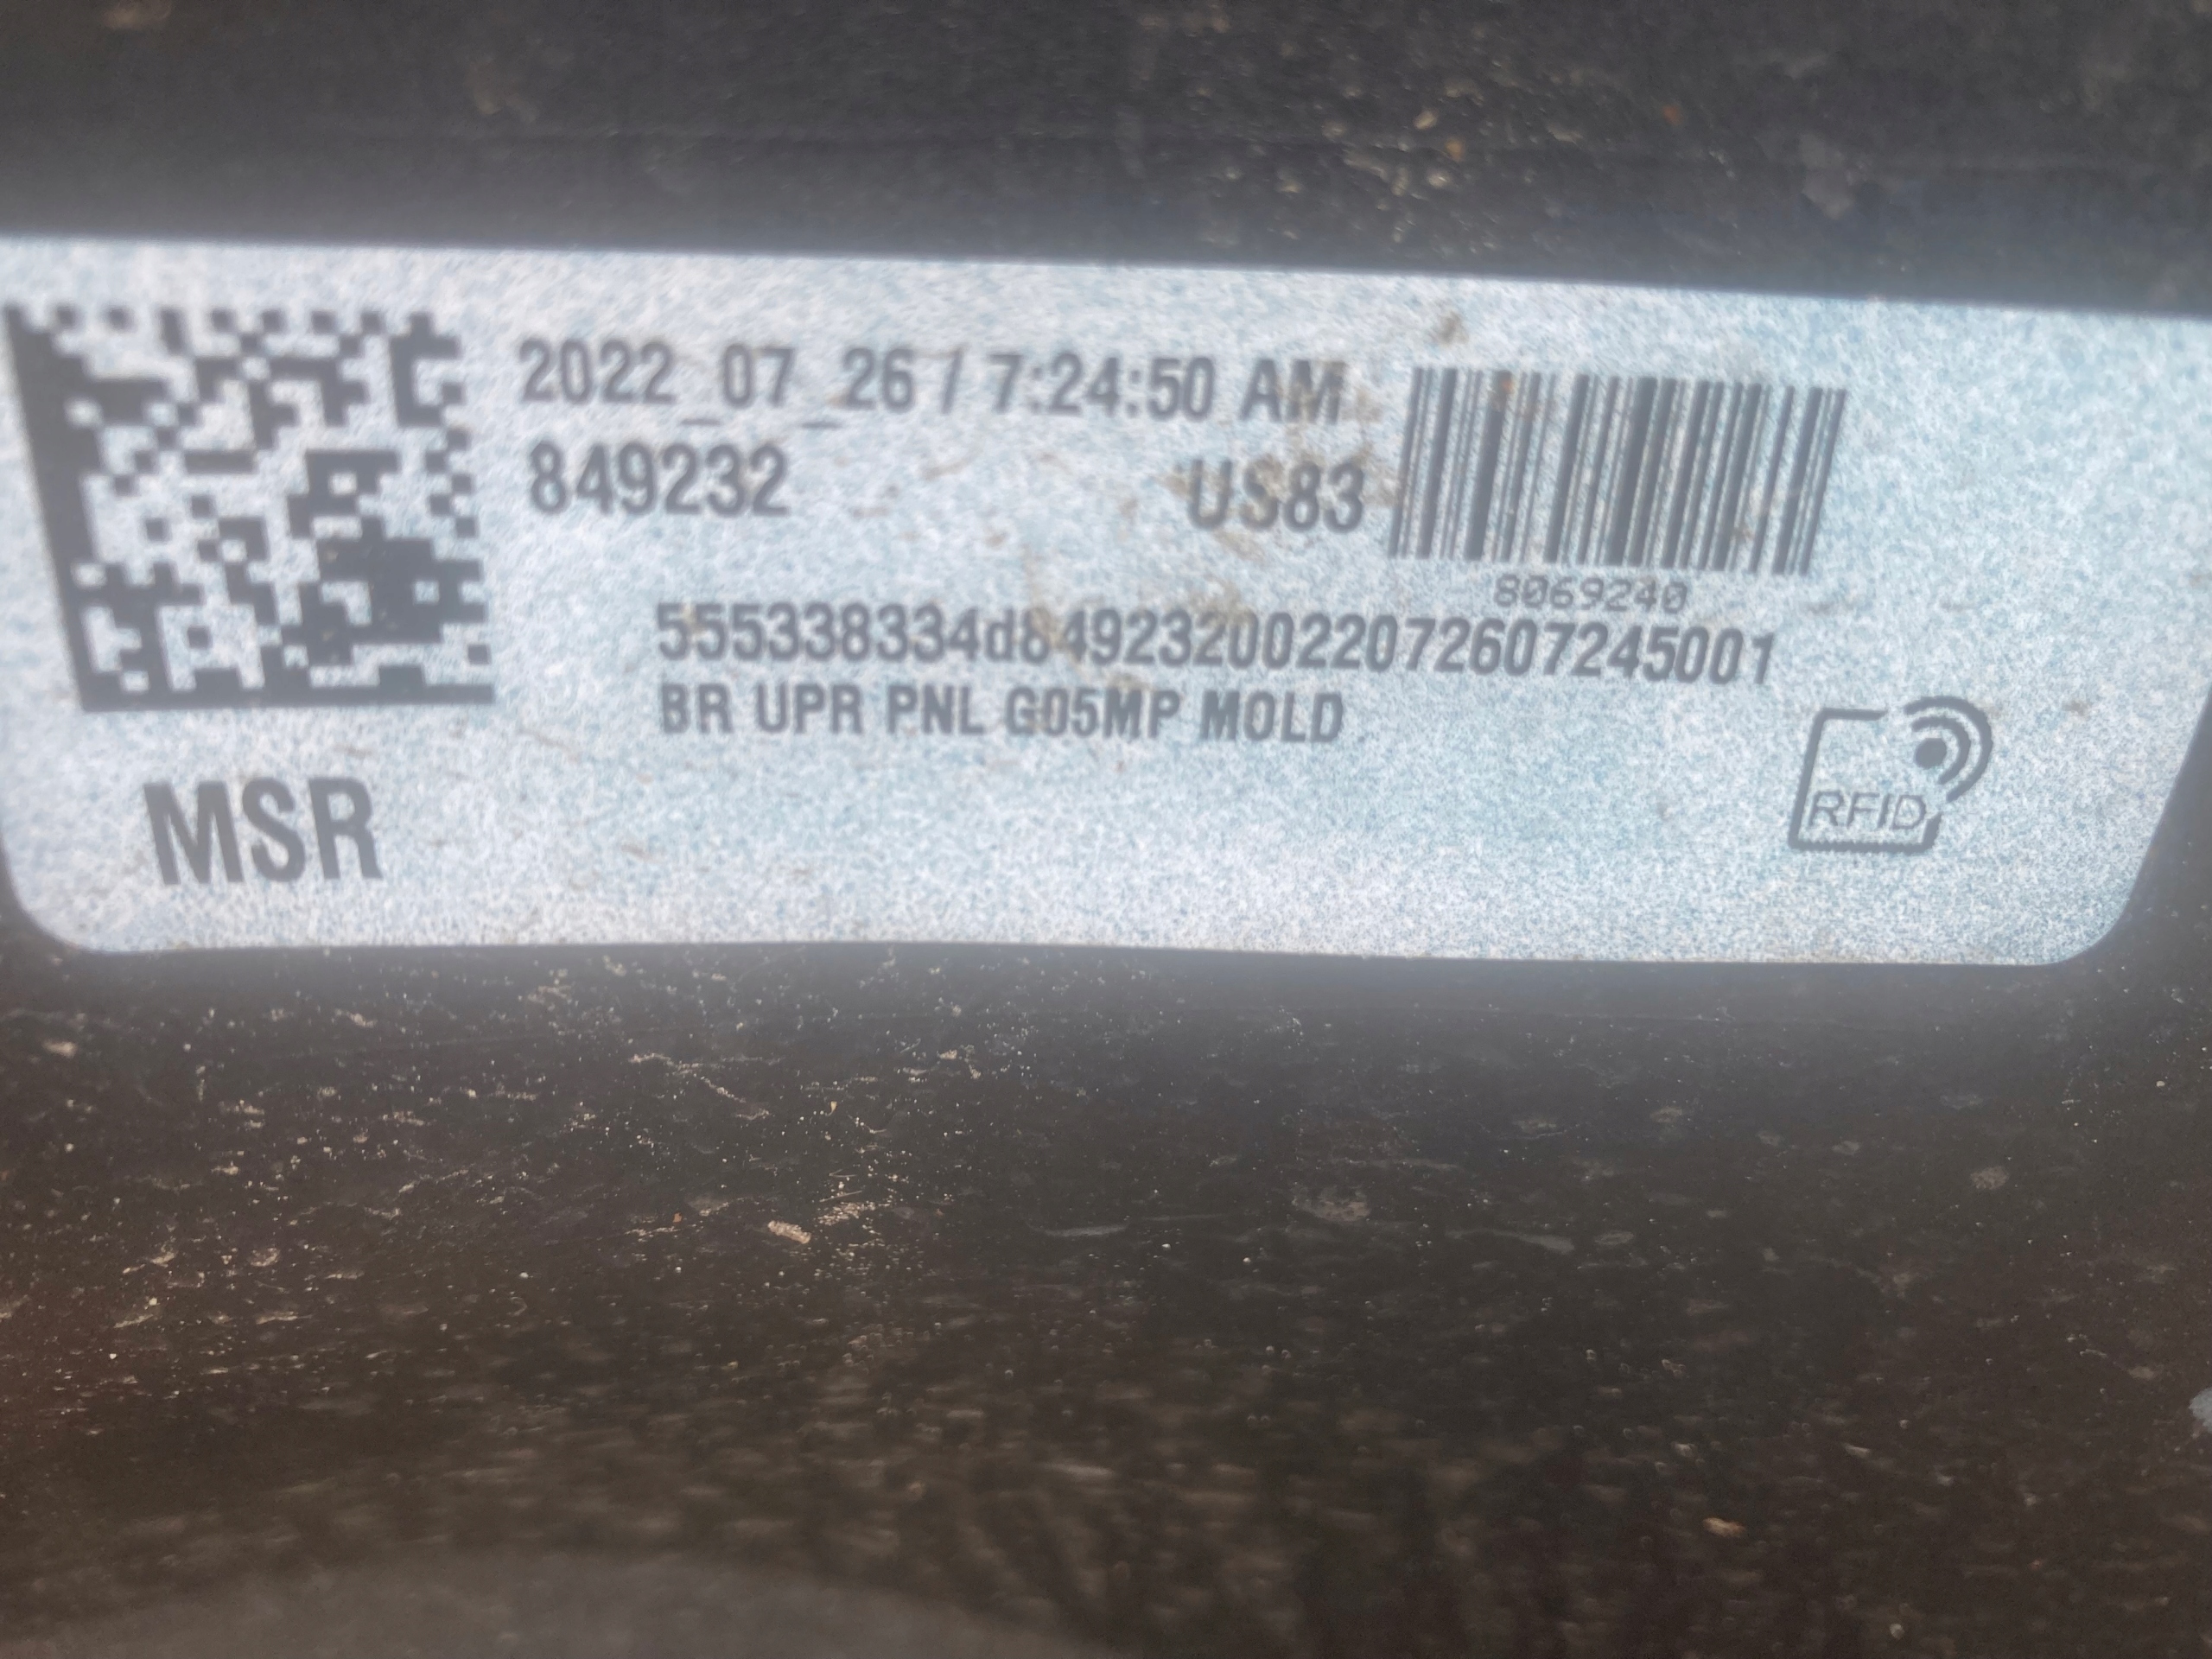 2022_07_26 / 7:24:50 AM
849232
US83
8069240
555338334d8492320022072607245001
BR UPR PNL G05MP MOLD
MSR
RFID